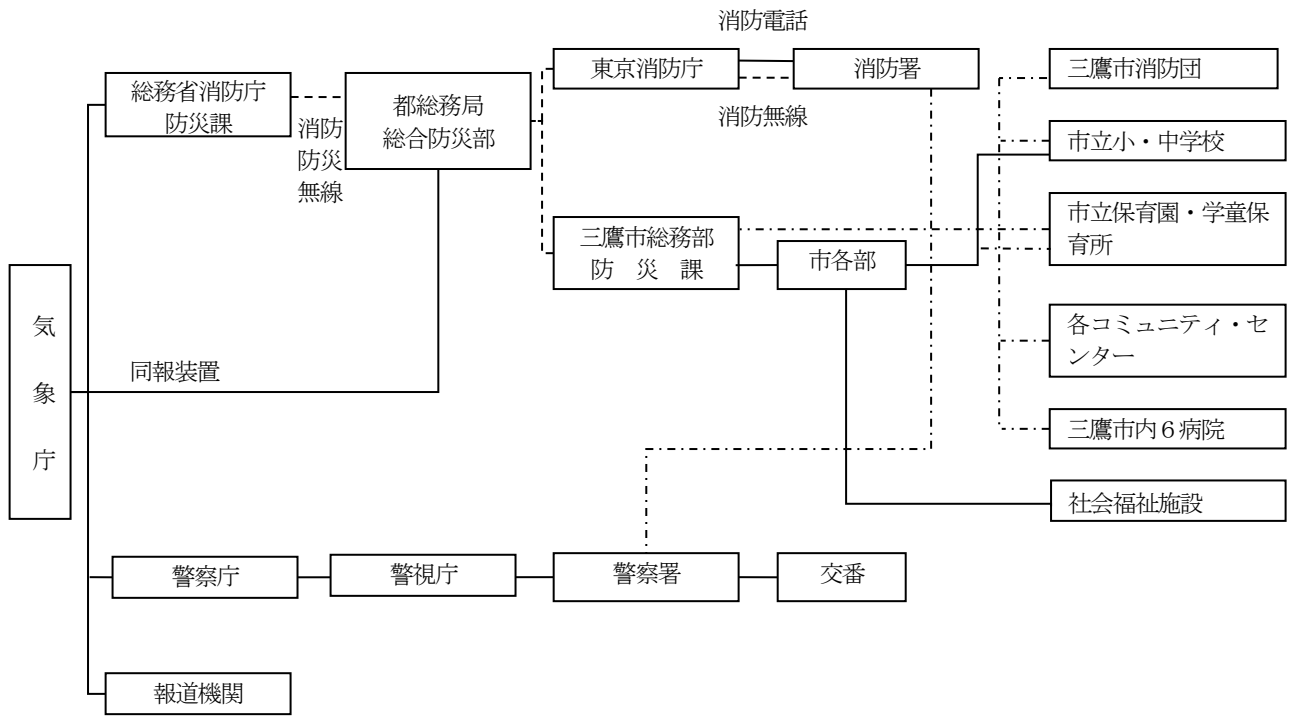 消防電話
東京消防庁
消防署
三鷹市消防団
総務省消防庁
防災課
都総務局
総合防災部
消防
防災
無線
消防無線
市立小・中学校
三鷹市総務部
防 災 課
市各部
市立保育園・学童保
育所
気
象
庁
同報装置
各コミュニティ・セ
ンター
三鷹市内6病院
社会福祉施設
警察庁
警視庁
警察署
交番
報道機関